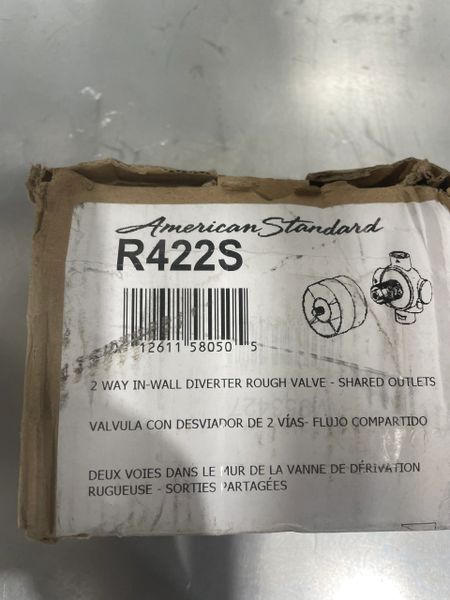 American Standard
R422S
12611 58050 5
2 WAY IN-WALL DIVERTER ROUGH VALVE - SHARED OUTLETS
VALVULA CON DESVIADOR DE 2 VÍAS- FLUJO COMPARTIDO
DEUX VOIES DANS LE MUR DE LA VANNE DE DÉRIVATION
RUGUEUSE - SORTIES PARTAGÉES